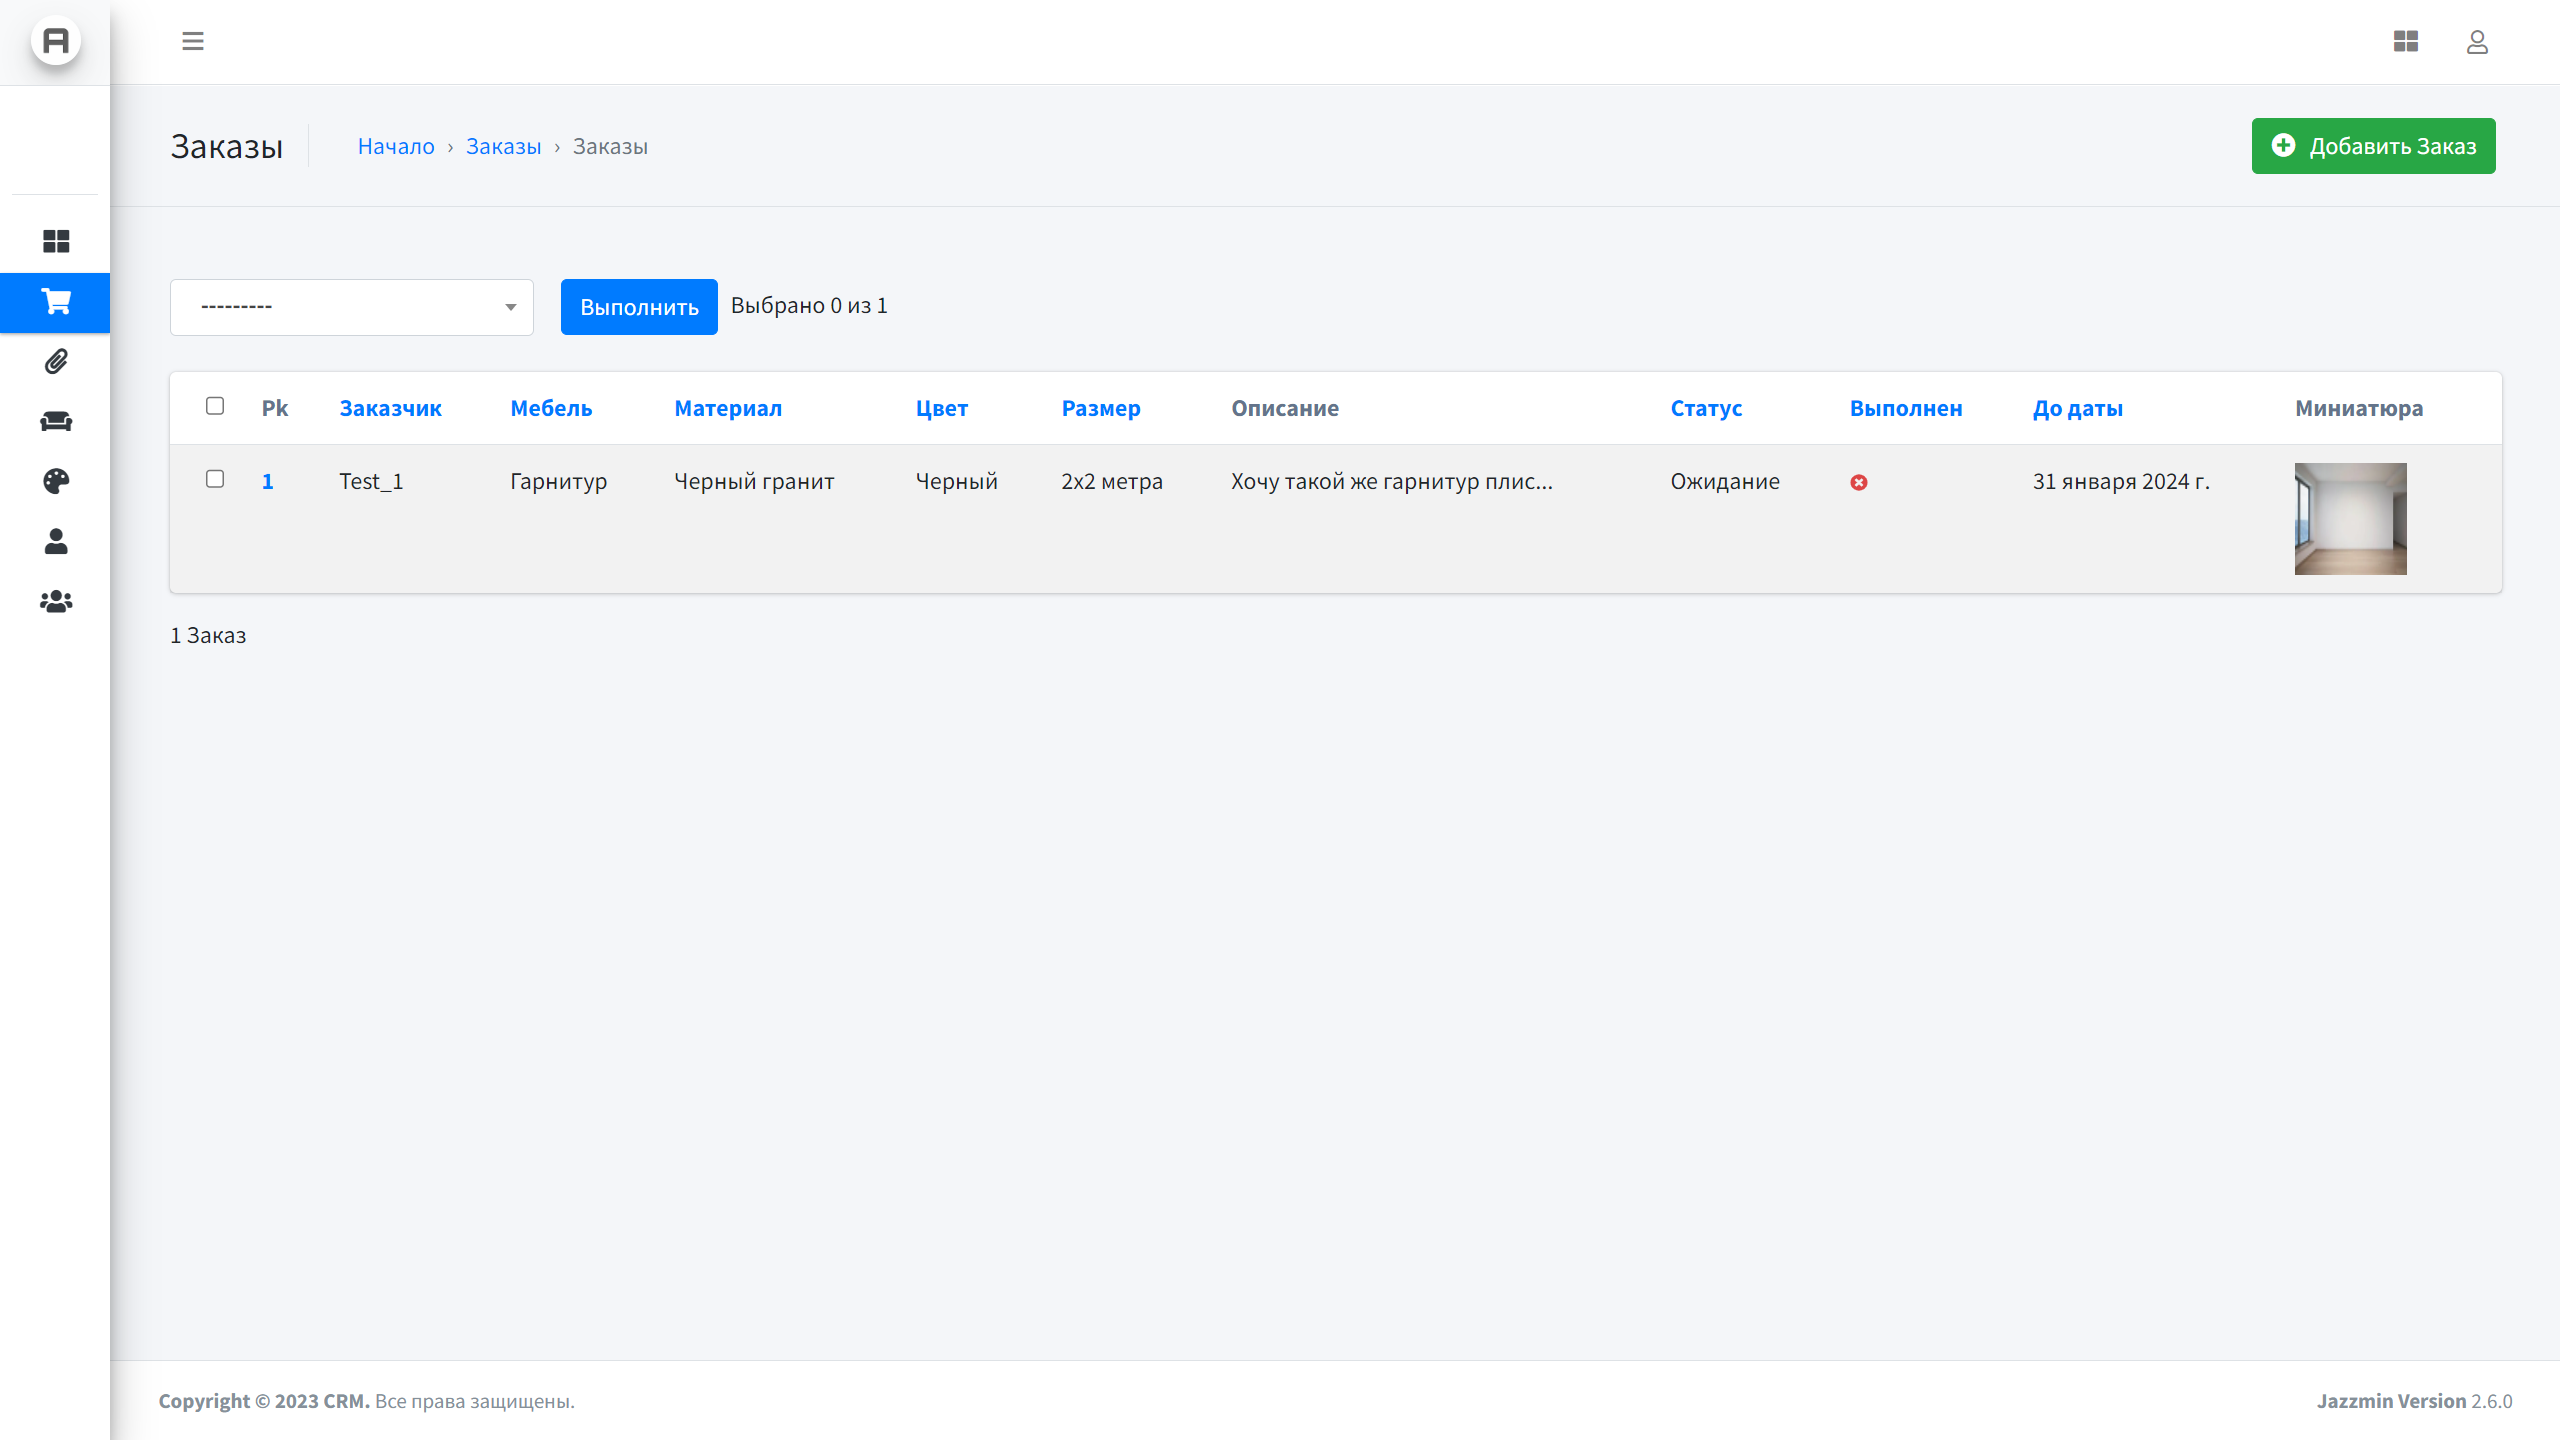 A
Заказы
Начало › Заказы › Заказы
Добавить Заказ
---------
Выполнить
Выбрано 0 из 1
Pk Заказчик Мебель Материал Цвет Размер Описание Статус Выполнен До даты Миниатюра
1 Test_1 Гарнитур Черный гранит Черный 2х2 метра Хочу такой же гарнитур плис... Ожидание 31 января 2024 г.
1 Заказ
Copyright © 2023 CRM. Все права защищены.
Jazzmin Version 2.6.0